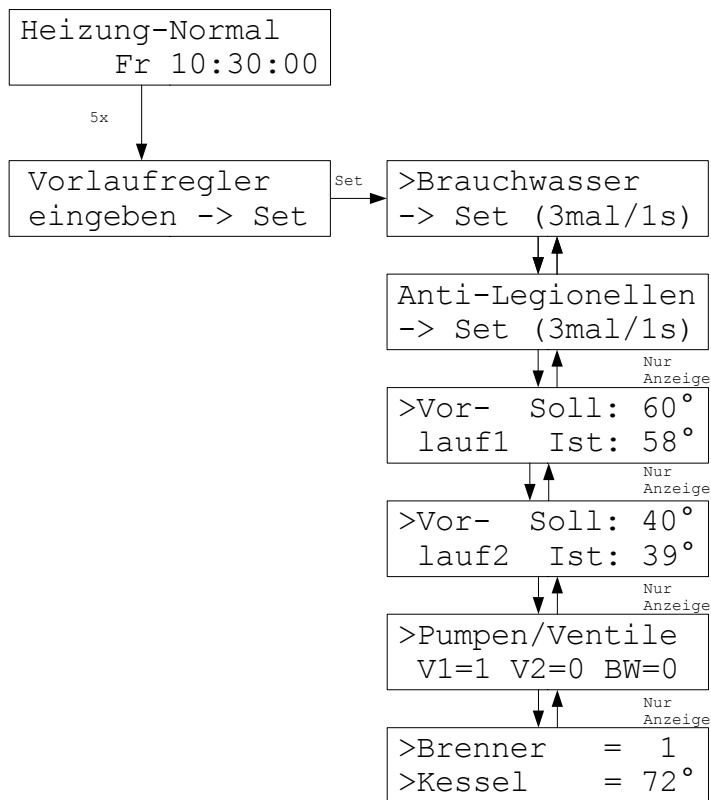 Heizung-Normal
Fr 10:30:00
5x
Vorlaufregler
eingeben -> Set
Set
>Brauchwasser
-> Set (3mal/1s)
Anti-Legionellen
-> Set (3mal/1s)
Nur
Anzeige
>Vor- Soll: 60°
lauf1 Ist: 58°
Nur
Anzeige
>Vor- Soll: 40°
lauf2 Ist: 39°
Nur
Anzeige
>Pumpen/Ventile
V1=1 V2=0 BW=0
Nur
Anzeige
>Brenner = 1
>Kessel = 72°